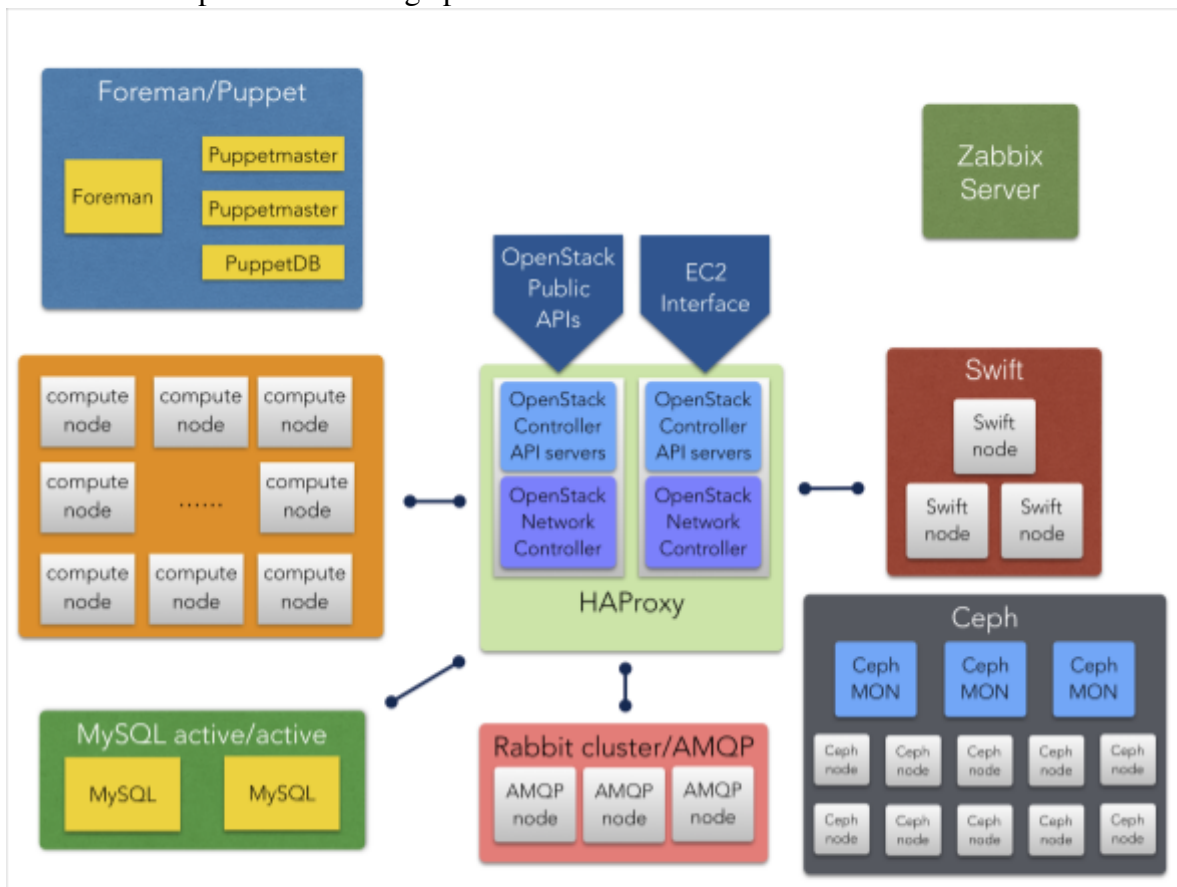 Foreman/Puppet
Foreman
Puppetmaster
Puppetmaster
PuppetDB
Zabbix
Server
OpenStack
Public
APIs
EC2
Interface
compute
node
compute
node
compute
node
compute
node
......
compute
node
compute
node
compute
node
compute
node
OpenStack
Controller
API servers
OpenStack
Controller
API servers
OpenStack
Network
Controller
OpenStack
Network
Controller
HAProxy
Swift
Swift
node
Swift
node
Swift
node
MySQL active/active
MySQL
MySQL
Rabbit cluster/AMQP
AMQP
node
AMQP
node
AMQP
node
Ceph
Ceph
MON
Ceph
MON
Ceph
MON
Ceph
node
Ceph
node
Ceph
node
Ceph
node
Ceph
node
Ceph
node
Ceph
node
Ceph
node
Ceph
node
Ceph
node